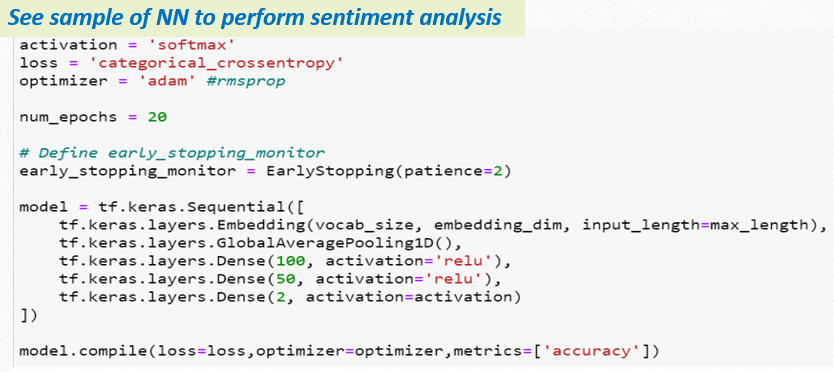 See sample of NN to perform sentiment analysis
activation = 'softmax'
loss = 'categorical_crossentropy'
optimizer = 'adam' #rmsprop
num_epochs = 20
# Define early_stopping_monitor
early_stopping_monitor = EarlyStopping(patience=2)
model = tf.keras.Sequential([
    tf.keras.layers.Embedding(vocab_size, embedding_dim, input_length=max_length),
    tf.keras.layers.GlobalAveragePooling1D(),
    tf.keras.layers.Dense(100, activation='relu'),
    tf.keras.layers.Dense(50, activation='relu'),
    tf.keras.layers.Dense(2, activation=activation)
])
model.compile(loss=loss,optimizer=optimizer,metrics=['accuracy'])